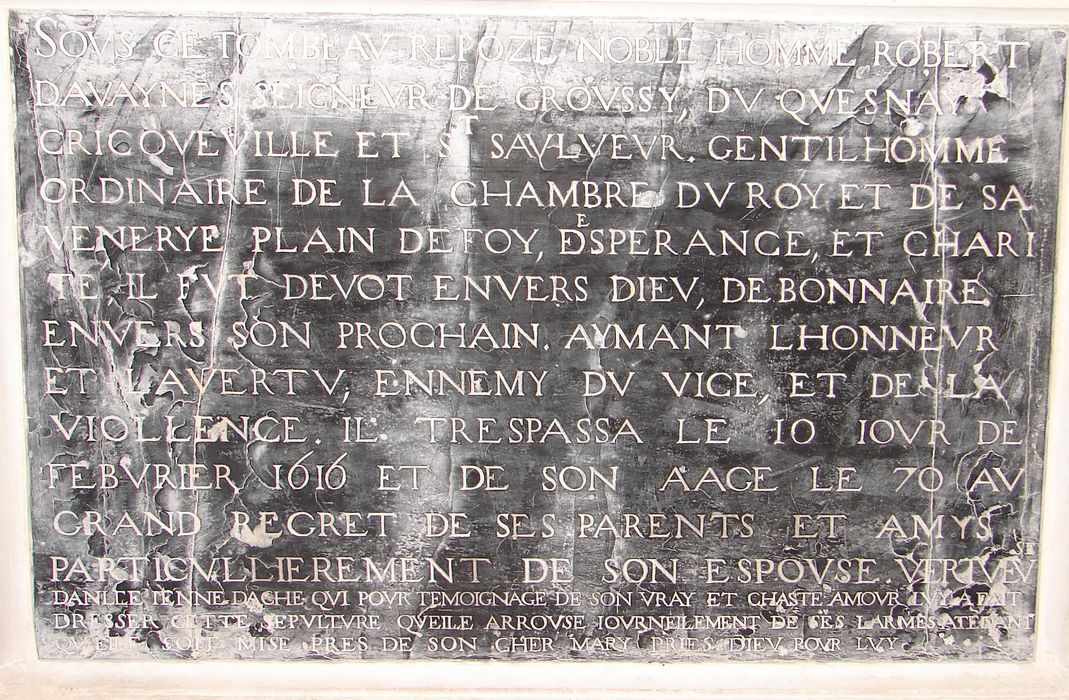 SOVS CE TOMBEAV REPOZE NOBLE HOMME ROBERT
DAVAYNES SEIGNEVR DE GROVSSY, DV QVESNAY
CRICQVEVILLE ET ST SAVLVEVR. GENTILHOMME
ORDINAIRE DE LA CHAMBRE DV ROY ET DE SA
VENERYE PLAIN DE FOY, DESPERANCE, ET CHARI
TE, IL FVT DEVOT ENVERS DIEV, DEBONNAIRE
ENVERS SON PROCHAIN. AYMANT LHONNEVR
ET LAVERTV, ENNEMY DV VICE, ET DE LA
VIOLLENCE. IL TRESPASSA LE 10 IOVR DE
FEBVRIER 1616 ET DE SON AAGE LE 70 AV
GRAND REGRET DE SES PARENTS ET AMYS
PARTICVLLIEREMENT DE SON ESPOVSE. VERTVEVSE
DANLLE IENNE DACHE QVI POVR TEMOIGNAGE DE SON VRAY ET CHASTE AMOVR LVY A FAIT
DRESSER CETTE SEPVLTVRE QVELLE ARROVSE IOVRNELLEMENT DE SES LARMES ATENDANT
QVELLE SOIT MISE PRES DE SON CHER MARY PRIES DIEV POVR LVY